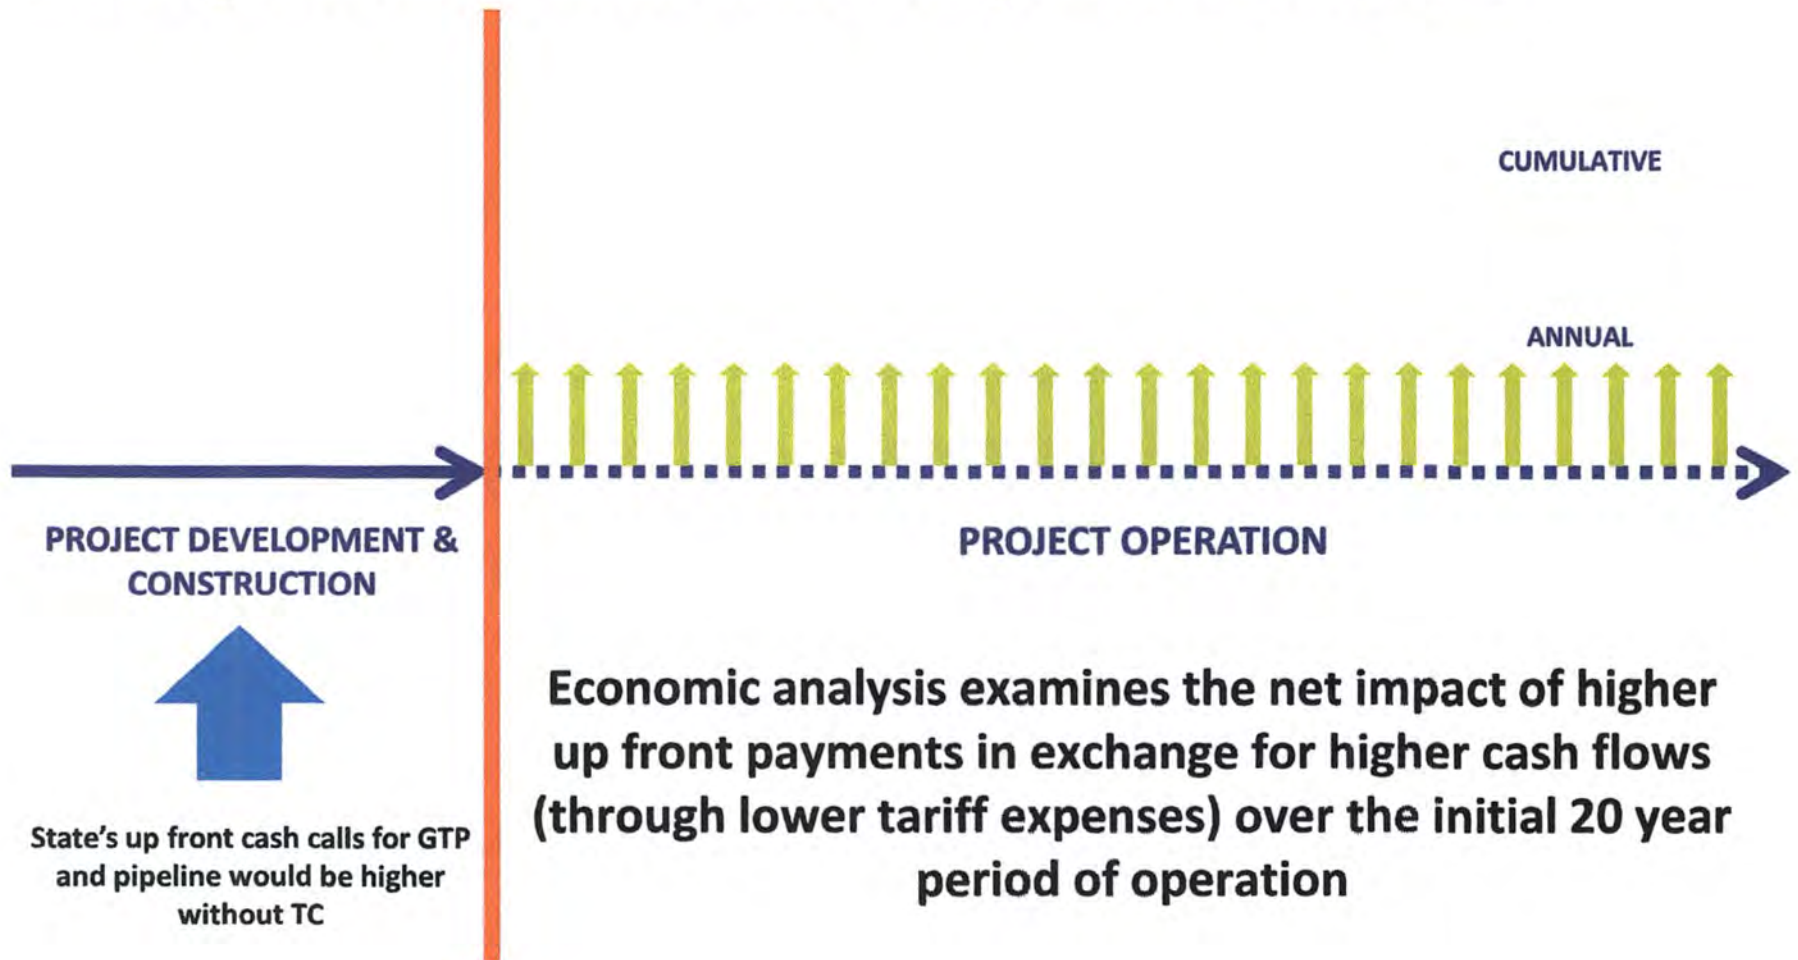 CUMULATIVE
ANNUAL
PROJECT DEVELOPMENT &
CONSTRUCTION
PROJECT OPERATION
State's up front cash calls for GTP
and pipeline would be higher
without TC
Economic analysis examines the net impact of higher
up front payments in exchange for higher cash flows
(through lower tariff expenses) over the initial 20 year
period of operation